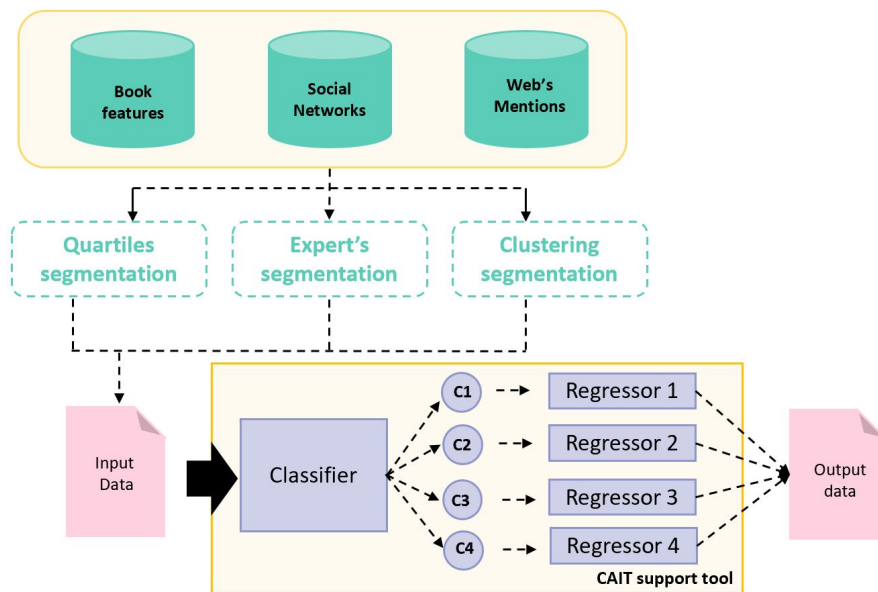 Book
features
Social
Networks
Web's
Mentions
Quartiles
segmentation
Expert's
segmentation
Clustering
segmentation
Input
Data
Classifier
C1
Regressor 1
C2
Regressor 2
C3
Regressor 3
C4
Regressor 4
Output
data
CAIT support tool